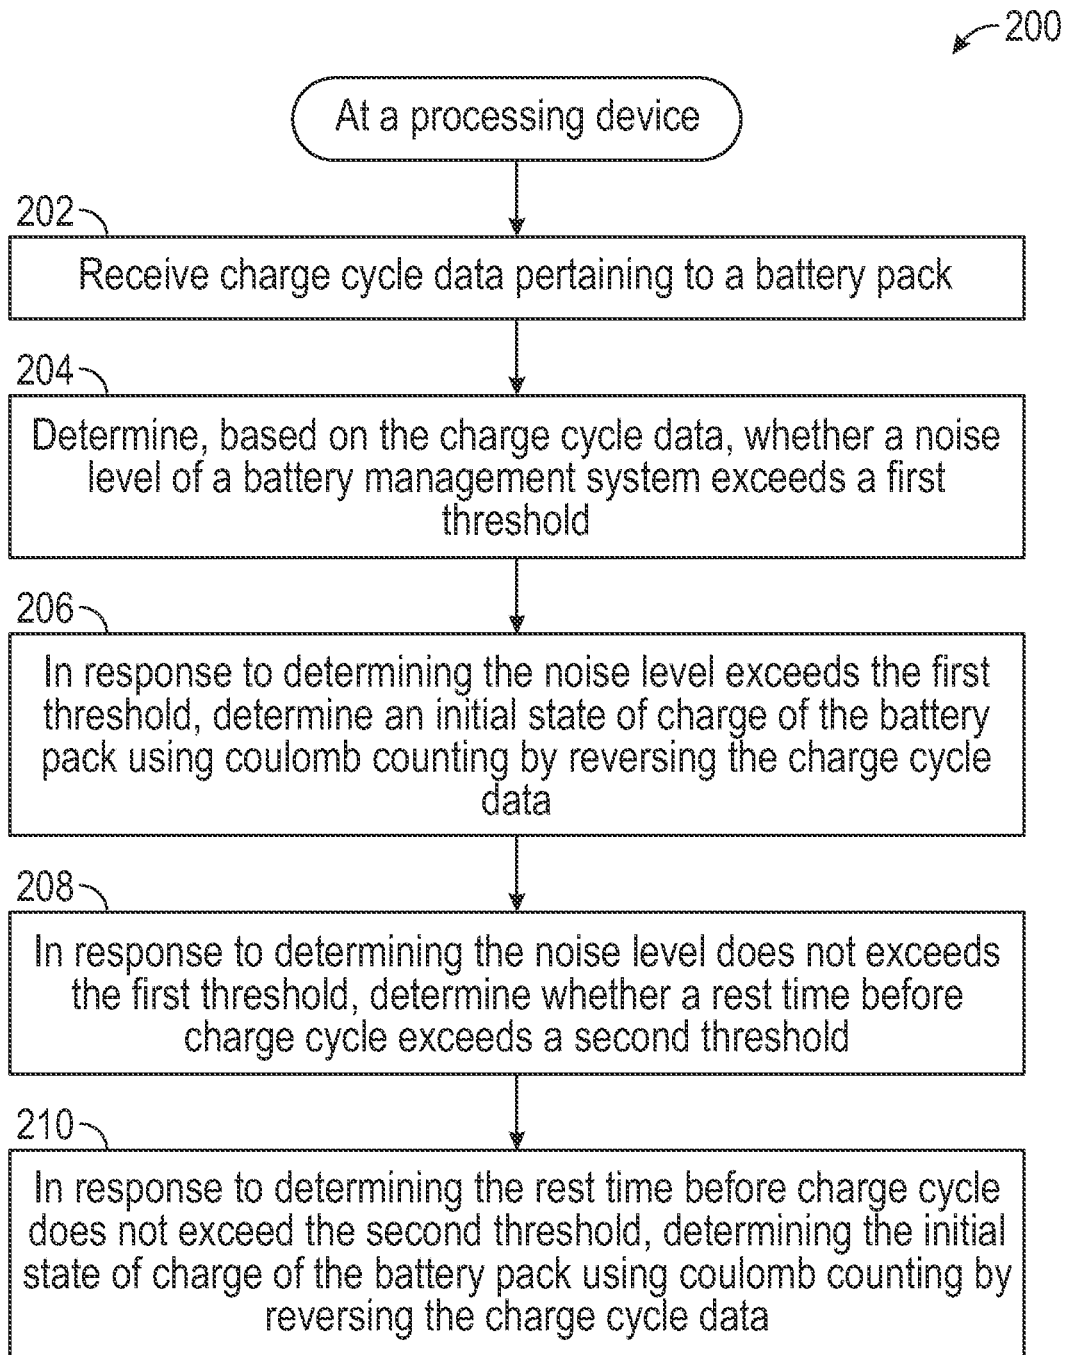 200
At a processing device
202
Receive charge cycle data pertaining to a battery pack
204
Determine, based on the charge cycle data, whether a noise
level of a battery management system exceeds a first
threshold
206
In response to determining the noise level exceeds the first
threshold, determine an initial state of charge of the battery
pack using coulomb counting by reversing the charge cycle
data
208
In response to determining the noise level does not exceeds
the first threshold, determine whether a rest time before
charge cycle exceeds a second threshold
210
In response to determining the rest time before charge cycle
does not exceed the second threshold, determining the initial
state of charge of the battery pack using coulomb counting by
reversing the charge cycle data